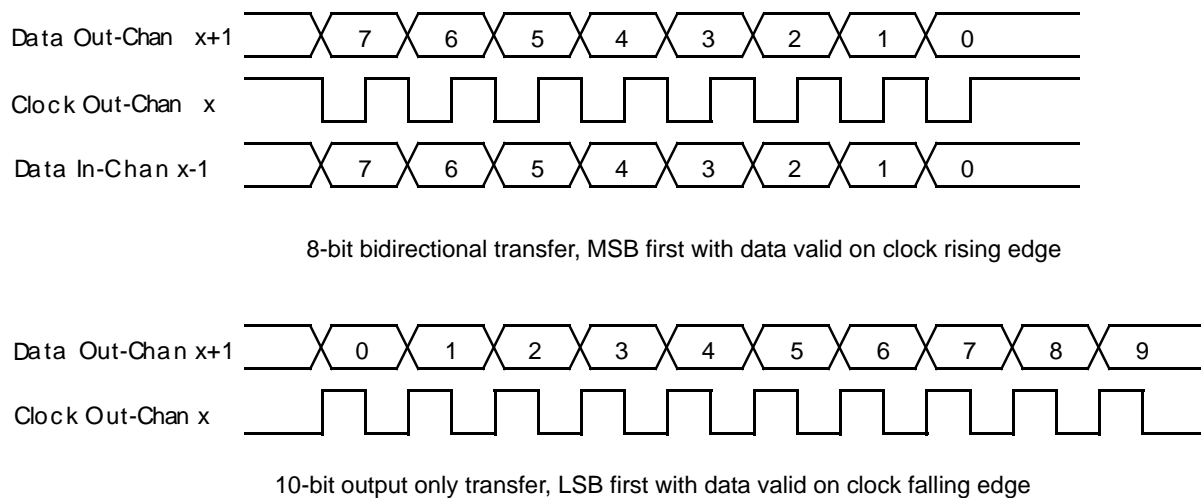 Data Out-Chan x+1 7 6 5 4 3 2 1 0
Clock Out-Chan x
Data In-Chan x-1 7 6 5 4 3 2 1 0
8-bit bidirectional transfer, MSB first with data valid on clock rising edge
Data Out-Chan x+1 0 1 2 3 4 5 6 7 8 9
Clock Out-Chan x
10-bit output only transfer, LSB first with data valid on clock falling edge